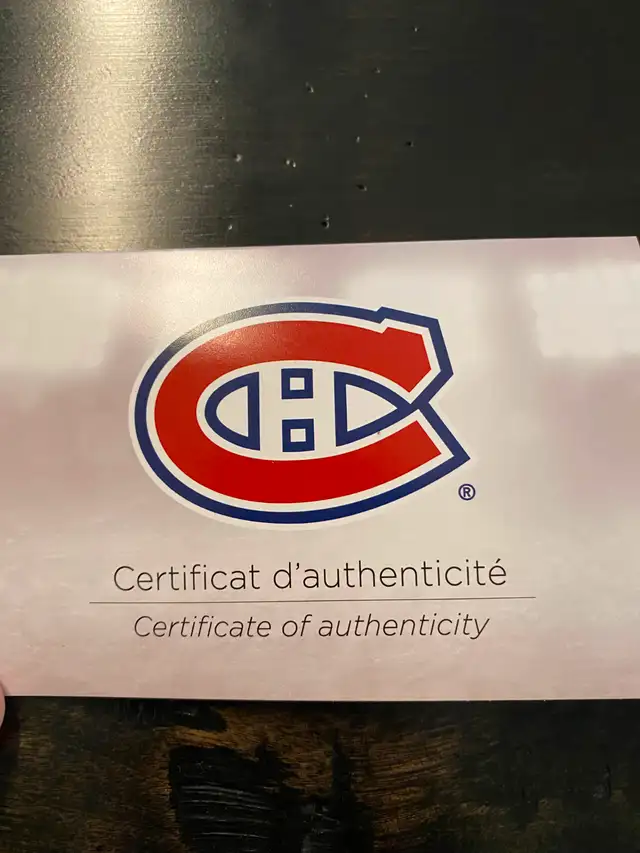 ®
Certificat d'authenticité
Certificate of authenticity